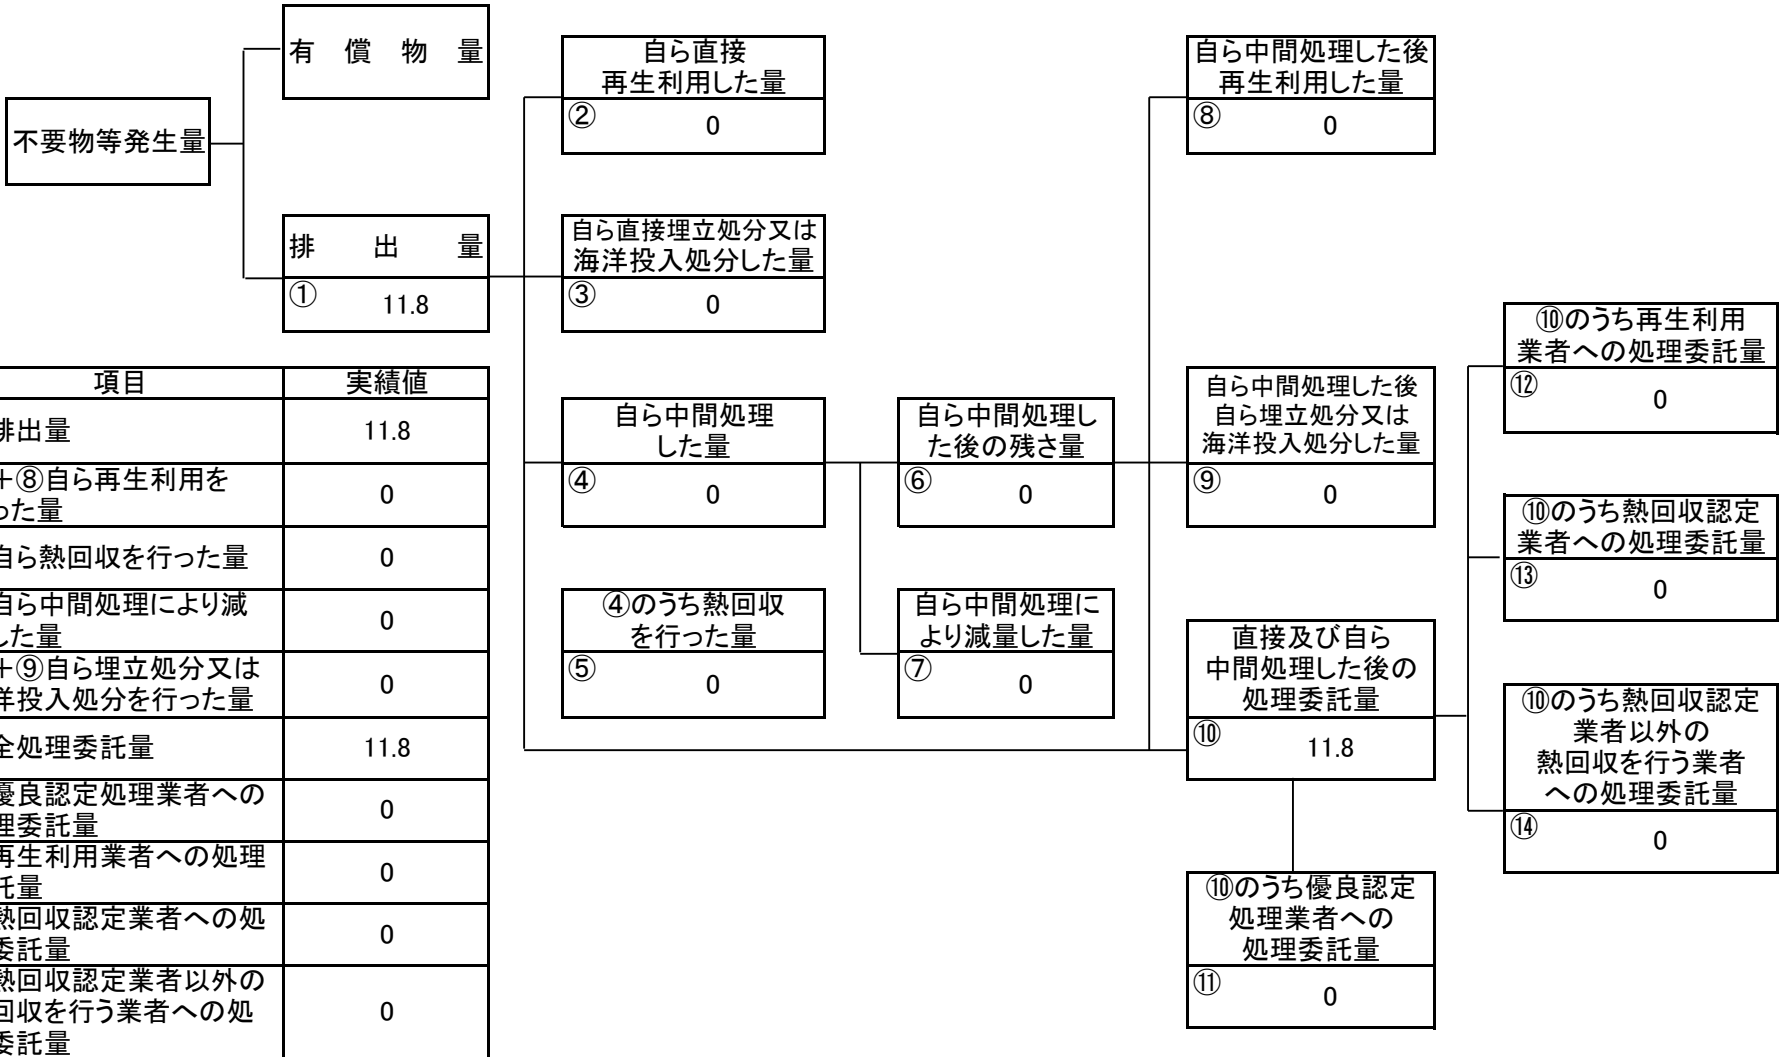 有償物量
不要物等発生量
排出量
① 11.8
自ら直接
再生利用した量
② 0
自ら直接埋立処分又は
海洋投入処分した量
③ 0
自ら中間処理
した量
④ 0
④のうち熱回収
を行った量
⑤ 0
自ら中間処理し
た後の残さ量
⑥ 0
自ら中間処理に
より減量した量
⑦ 0
自ら中間処理した後
再生利用した量
⑧ 0
自ら中間処理した後
自ら埋立処分又は
海洋投入処分した量
⑨ 0
直接及び自ら
中間処理した後の
処理委託量
⑩ 11.8
⑩のうち優良認定
処理業者への
処理委託量
⑪ 0
⑩のうち再生利用
業者への処理委託量
⑫ 0
⑩のうち熱回収認定
業者への処理委託量
⑬ 0
⑩のうち熱回収認定
業者以外の
熱回収を行う業者
への処理委託量
⑭ 0
項目 実績値
排出量 11.8
+⑧自ら再生利用を
った量 0
自ら熱回収を行った量 0
自ら中間処理により減
した量 0
+⑨自ら埋立処分又は
洋投入処分を行った量 0
全処理委託量 11.8
優良認定処理業者への
理委託量 0
再生利用業者への処理
託量 0
熱回収認定業者への処
委託量 0
熱回収認定業者以外の
回収を行う業者への処
委託量 0